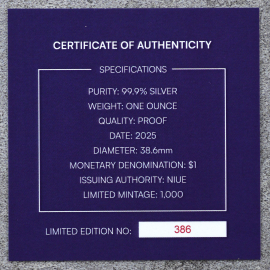 CERTIFICATE OF AUTHENTICITY
SPECIFICATIONS
PURITY: 99.9% SILVER
WEIGHT: ONE OUNCE
QUALITY: PROOF
DATE: 2025
DIAMETER: 38.6mm
MONETARY DENOMINATION: $1
ISSUING AUTHORITY: NIUE
LIMITED MINTAGE: 1,000
LIMITED EDITION NO: 386